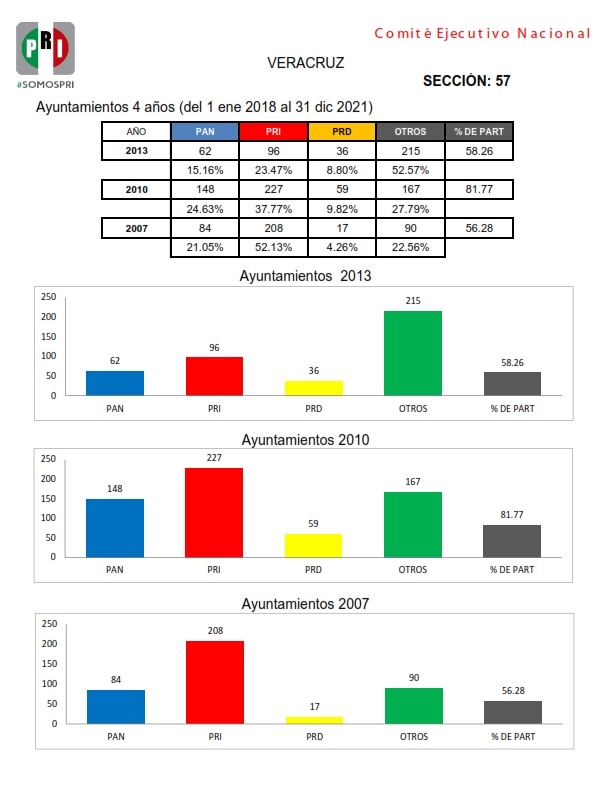 Comité Ejecutivo Nacional
PRI
#SOMOSPRI
VERACRUZ
SECCIÒN: 57
Ayuntamientos 4 años (del 1 ene 2018 al 31 dic 2021)
AÑO PAN PRI PRD OTROS % DE PART
2013 62 96 36 215 58.26
15.16% 23.47% 8.80% 52.57%
2010 148 227 59 167 81.77
24.63% 37.77% 9.82% 27.79%
2007 84 208 17 90 56.28
21.05% 52.13% 4.26% 22.56%
Ayuntamientos 2013
250
200
150
100
50
0
62 96 36 215 58.26
PAN PRI PRD OTROS % DE PART
Ayuntamientos 2010
250
200
150
100
50
0
148 227 59 167 81.77
PAN PRI PRD OTROS % DE PART
Ayuntamientos 2007
250
200
150
100
50
0
84 208 17 90 56.28
PAN PRI PRD OTROS % DE PART